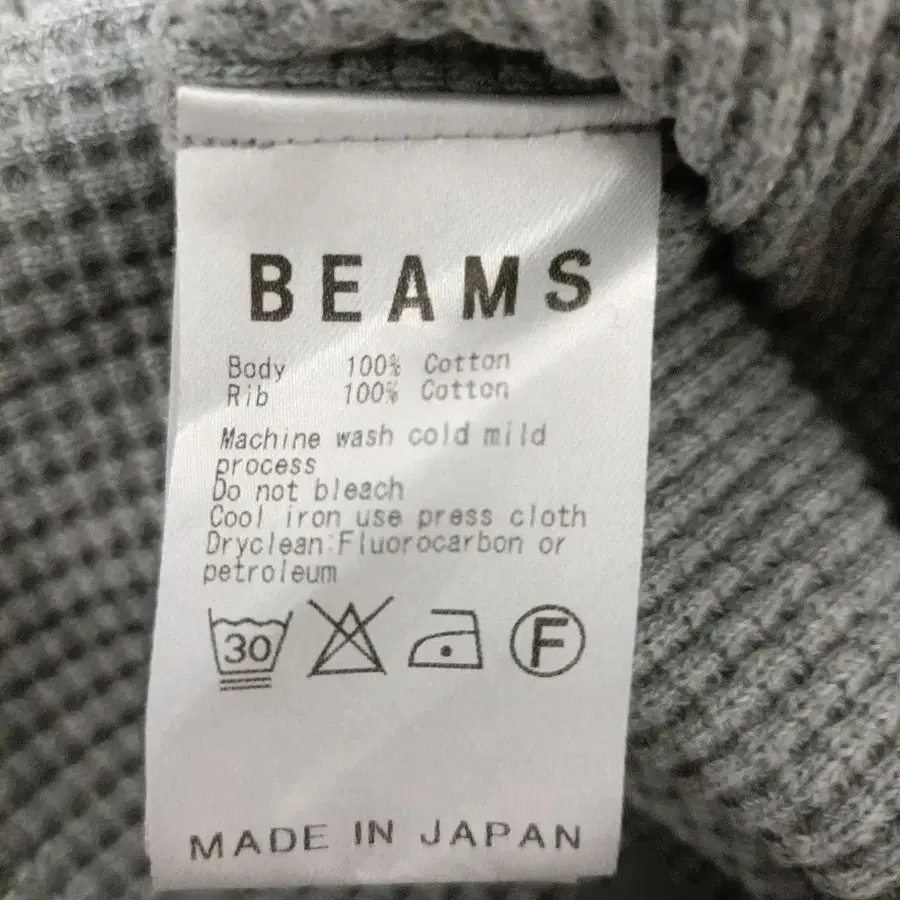 BEAMS
Body 100% Cotton
Rib 100% Cotton
Machine wash cold mild
process
Do not bleach
Cool iron use press cloth
Dryclean:Fluorocarbon or
petroleum
30 F
MADE IN JAPAN